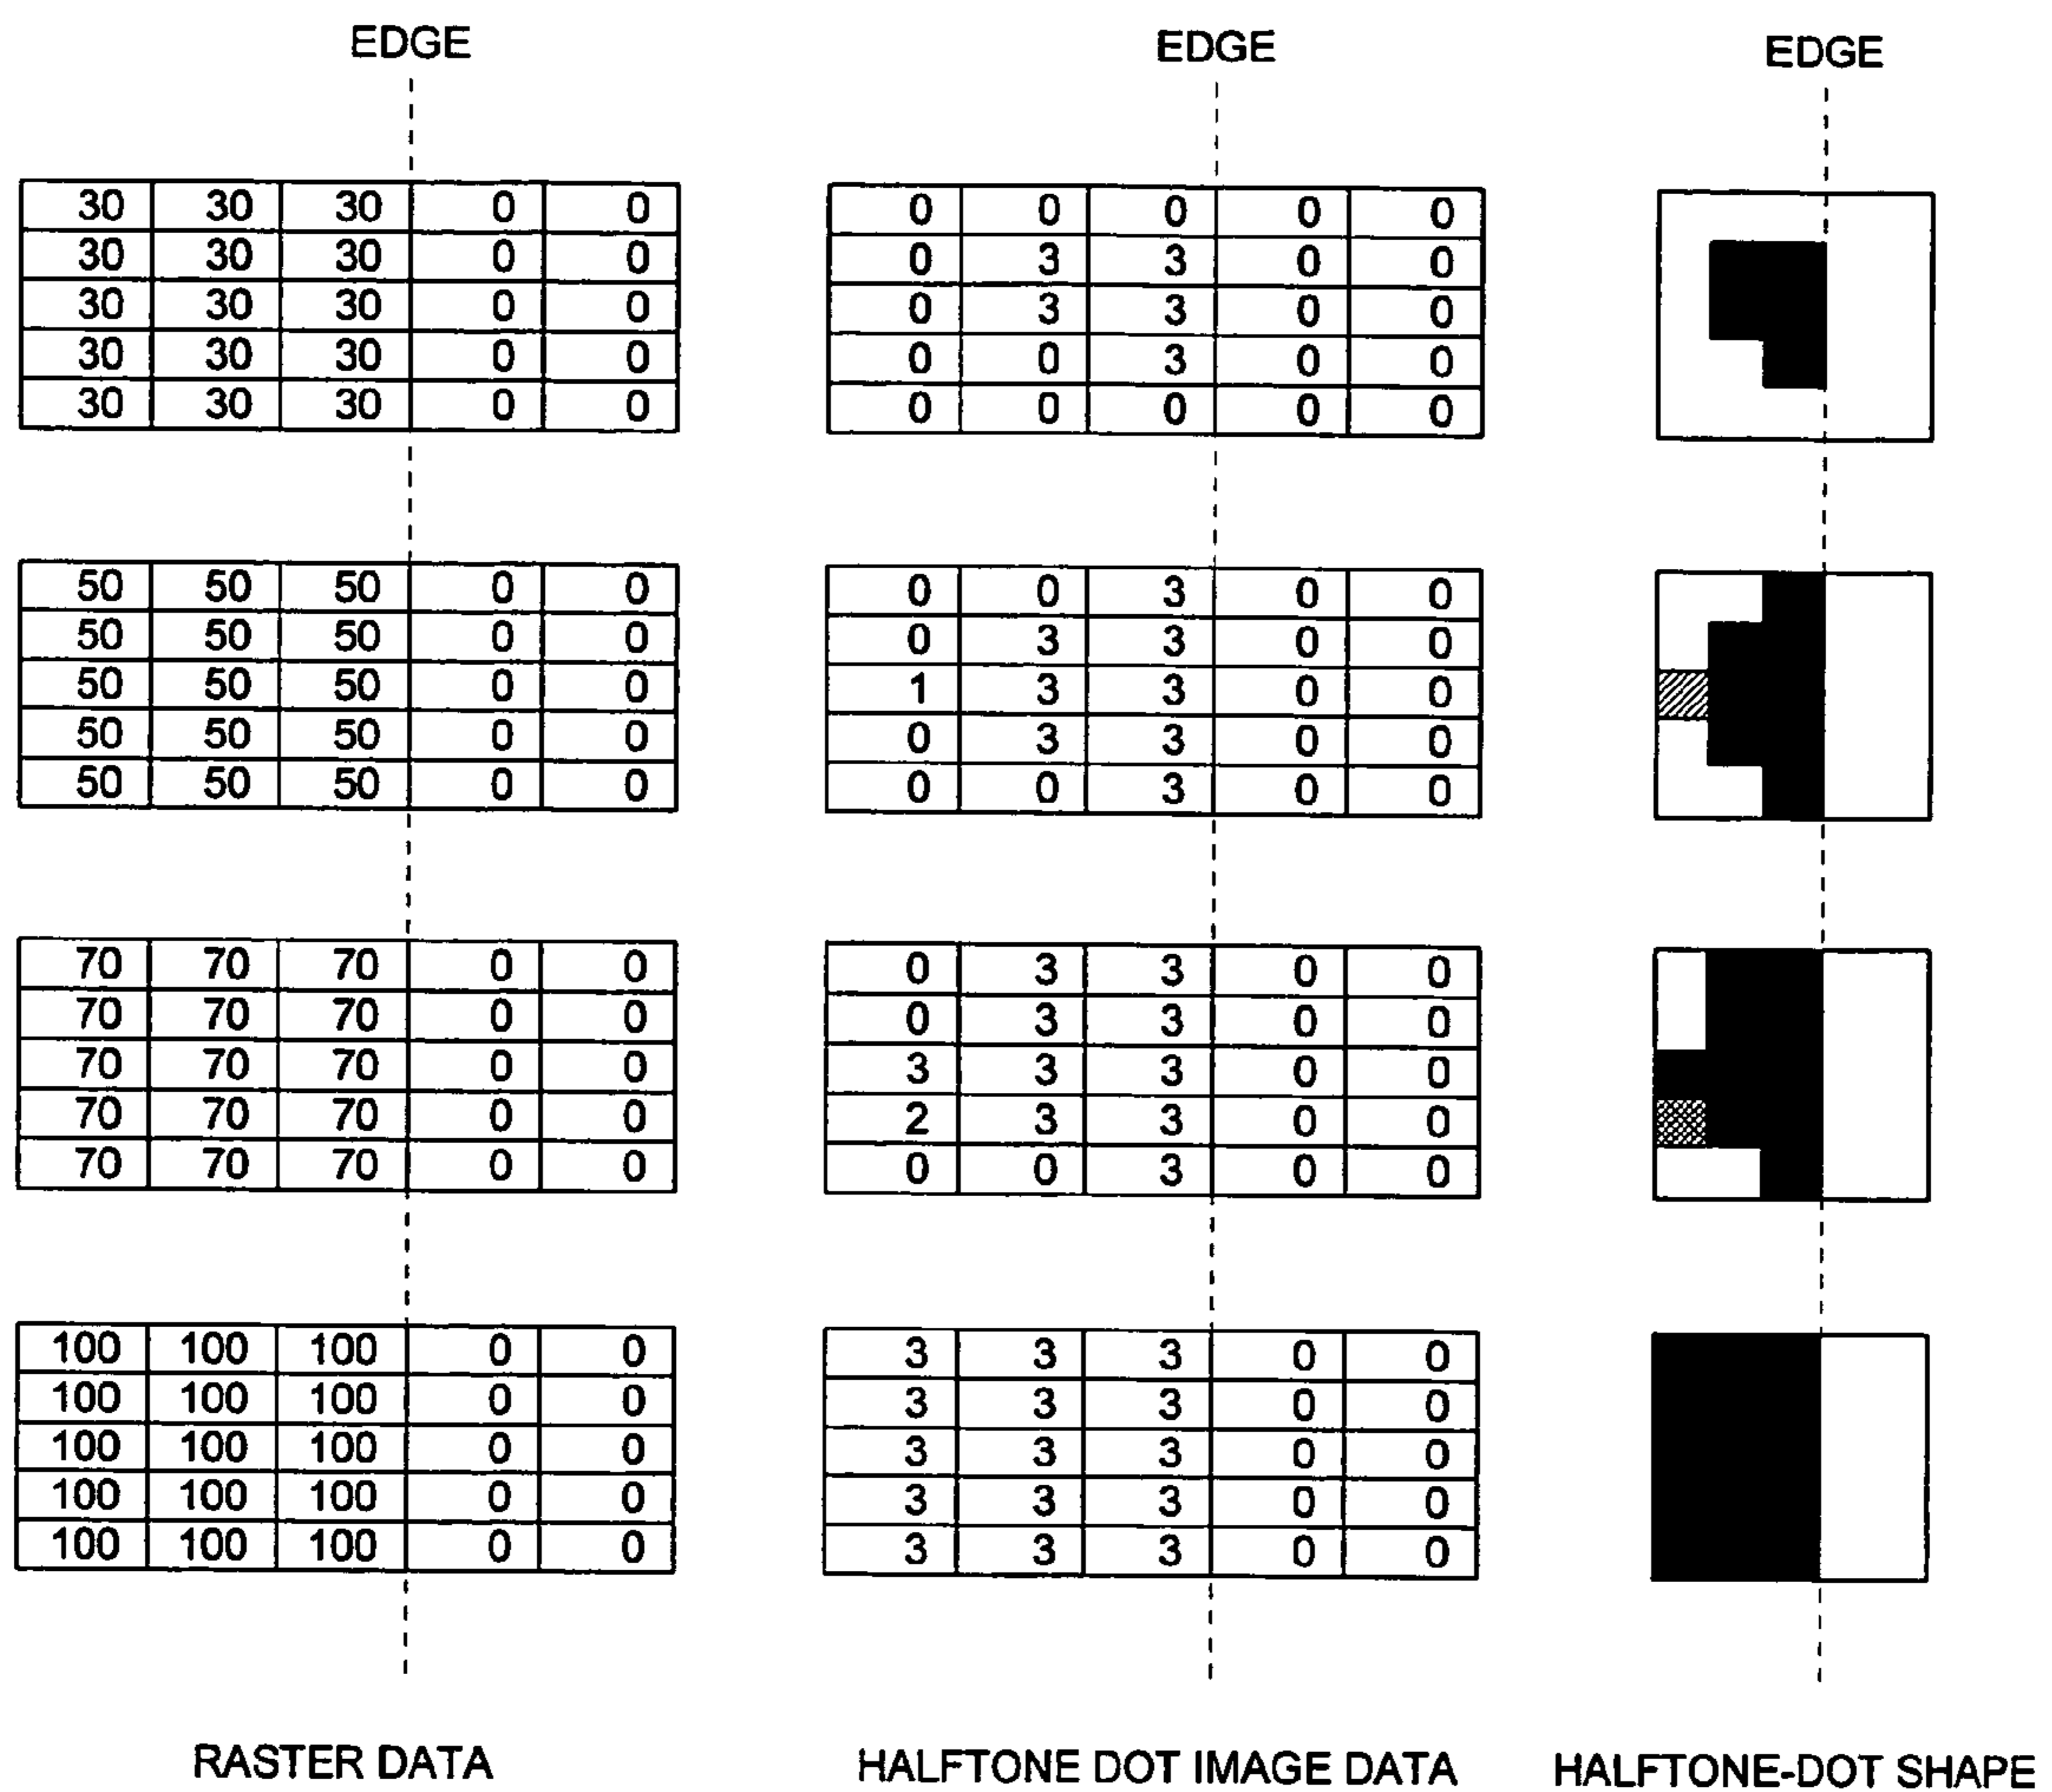 EDGE EDGE EDGE
30 30 30 0 0 0 0 0 0 0
30 30 30 0 0 0 3 3 0 0
30 30 30 0 0 0 3 3 0 0
30 30 30 0 0 0 0 3 0 0
30 30 30 0 0 0 0 0 0 0
50 50 50 0 0 0 0 3 0 0
50 50 50 0 0 0 3 3 0 0
50 50 50 0 0 1 3 3 0 0
50 50 50 0 0 0 3 3 0 0
50 50 50 0 0 0 0 3 0 0
70 70 70 0 0 0 3 3 0 0
70 70 70 0 0 0 3 3 0 0
70 70 70 0 0 3 3 3 0 0
70 70 70 0 0 2 3 3 0 0
70 70 70 0 0 0 0 3 0 0
100 100 100 0 0 3 3 3 0 0
100 100 100 0 0 3 3 3 0 0
100 100 100 0 0 3 3 3 0 0
100 100 100 0 0 3 3 3 0 0
100 100 100 0 0 3 3 3 0 0
RASTER DATA HALFTONE DOT IMAGE DATA HALFTONE-DOT SHAPE